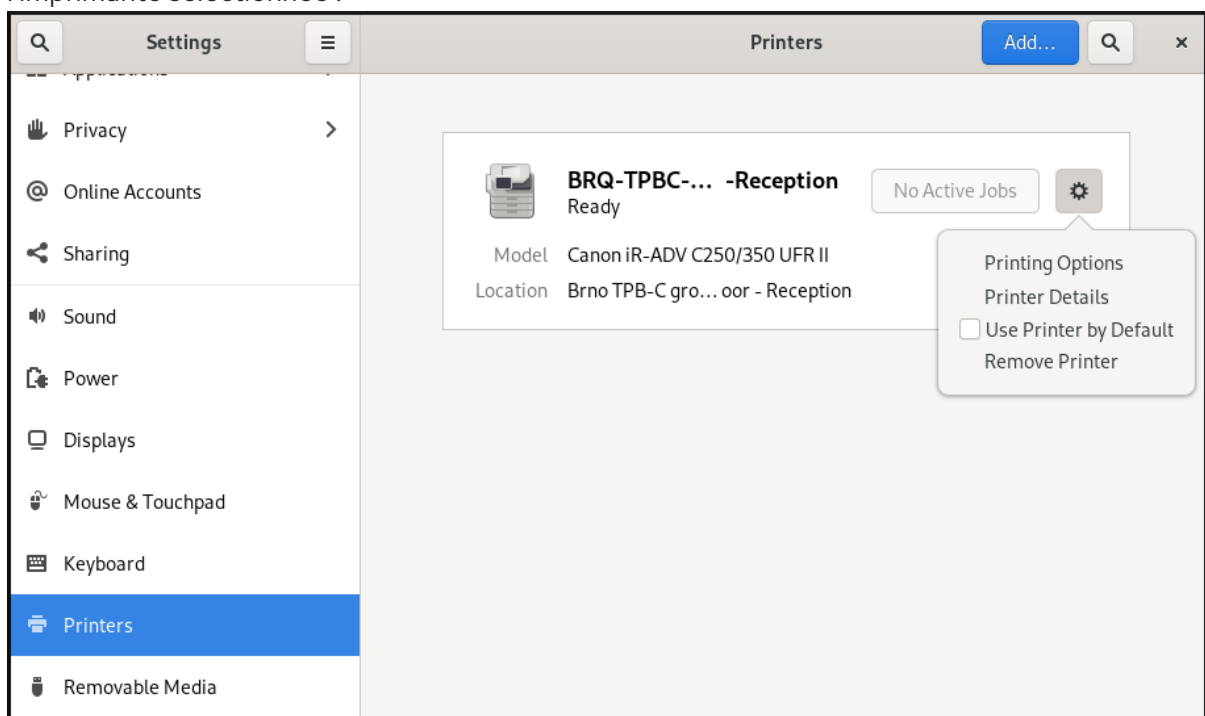 Settings
Printers
Add...
Privacy
Online Accounts
Sharing
Sound
Power
Displays
Mouse & Touchpad
Keyboard
Printers
Removable Media
BRQ-TPBC-... -Reception
Ready
No Active Jobs
Model Canon iR-ADV C250/350 UFR II
Location Brno TPB-C gro... oor - Reception
Printing Options
Printer Details
Use Printer by Default
Remove Printer